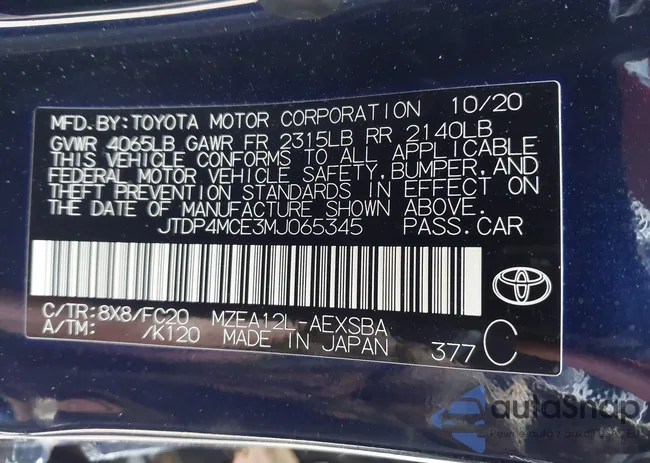 MFD.BY:TOYOTA MOTOR CORPORATION 10/20
GVWR 4065LB GAWR FR 2315LB RR 2140LB
THIS VEHICLE CONFORMS TO ALL APPLICABLE
FEDERAL MOTOR VEHICLE SAFETY,BUMPER,AND
THEFT PREVENTION STANDARDS IN EFFECT ON
THE DATE OF MANUFACTURE SHOWN ABOVE.
JTDP4MCE3MJ065345 PASS.CAR
C/TR:8X8/FC20 MZEA12L-AEXSBA
A/TM: /K120 MADE IN JAPAN 377 C
autaSnap